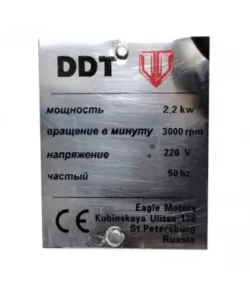 DDT
мощность 2,2 kw
вращение в минуту 3000 rpm
напряжение 220 V
частый 50 hz
CE
Eagle Motors
Kubinskaya Ulitsa 178
St.Petersburg
Russia